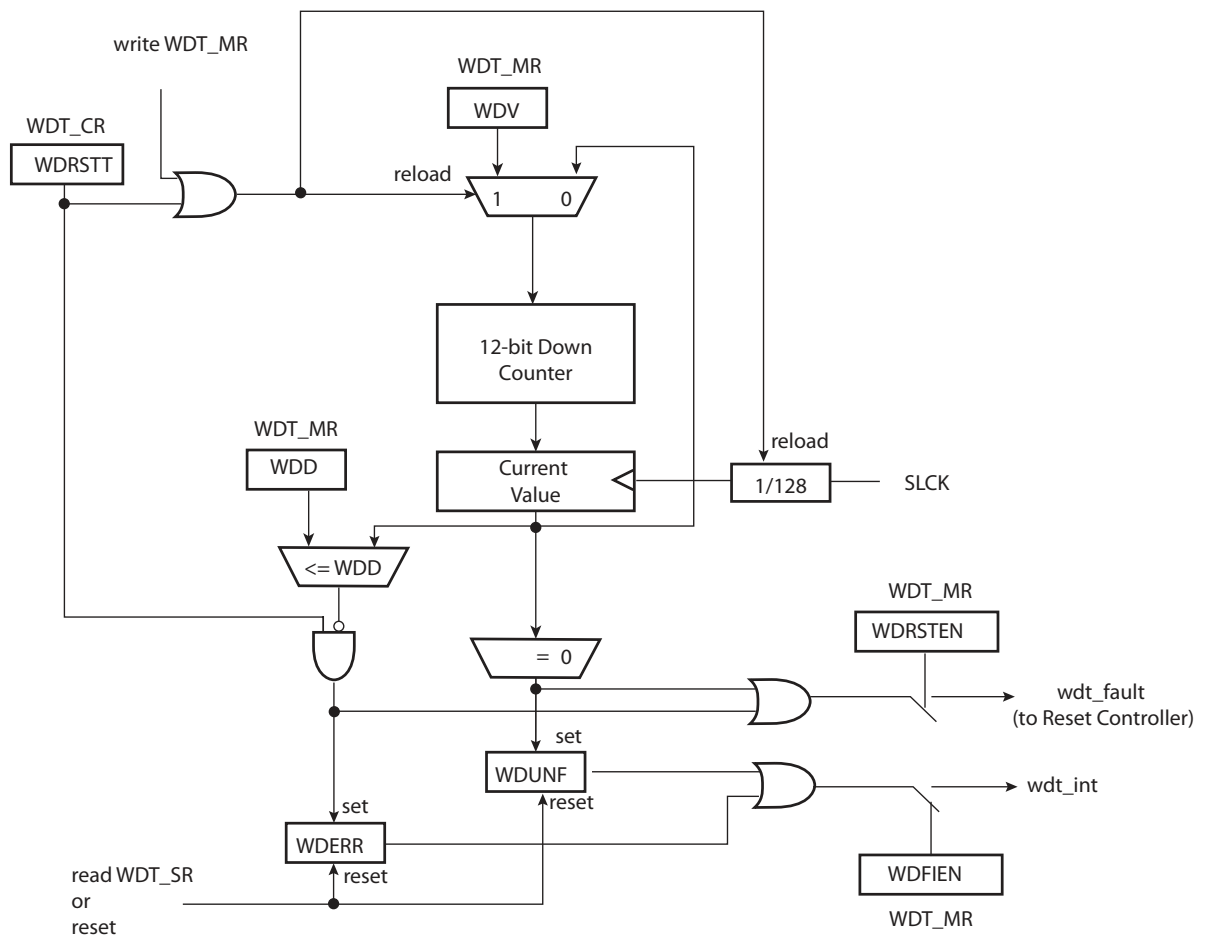 write WDT_MR
WDT_MR
WDV
WDT_CR
WDRSTT
reload
1 0
12-bit Down
Counter
WDT_MR
WDD
Current
Value
reload
1/128
SLCK
<= WDD
= 0
WDT_MR
WDRSTEN
wdt_fault
(to Reset Controller)
set
WDUNF
reset
wdt_int
set
WDERR
reset
read WDT_SR
or
reset
WDFIEN
WDT_MR